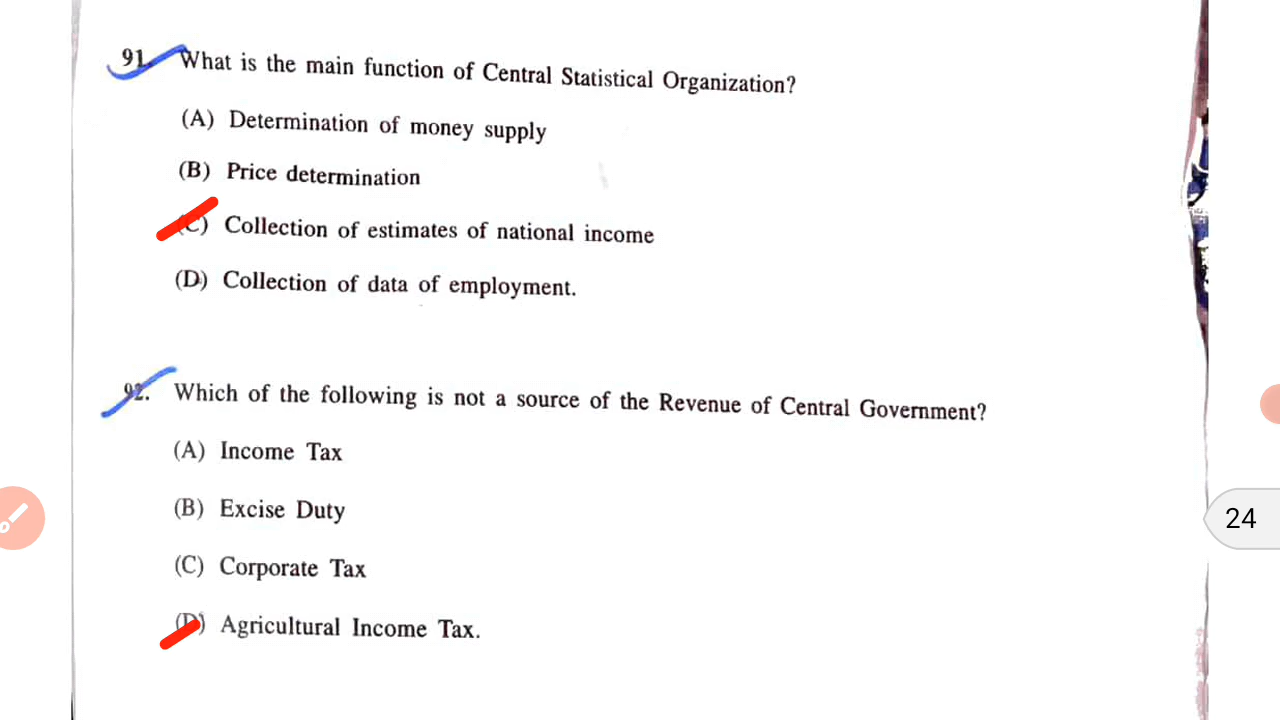 91. What is the main function of Central Statistical Organization?
(A) Determination of money supply
(B) Price determination
(C) Collection of estimates of national income
(D) Collection of data of employment.
92. Which of the following is not a source of the Revenue of Central Government?
(A) Income Tax
(B) Excise Duty
(C) Corporate Tax
(D) Agricultural Income Tax.
24